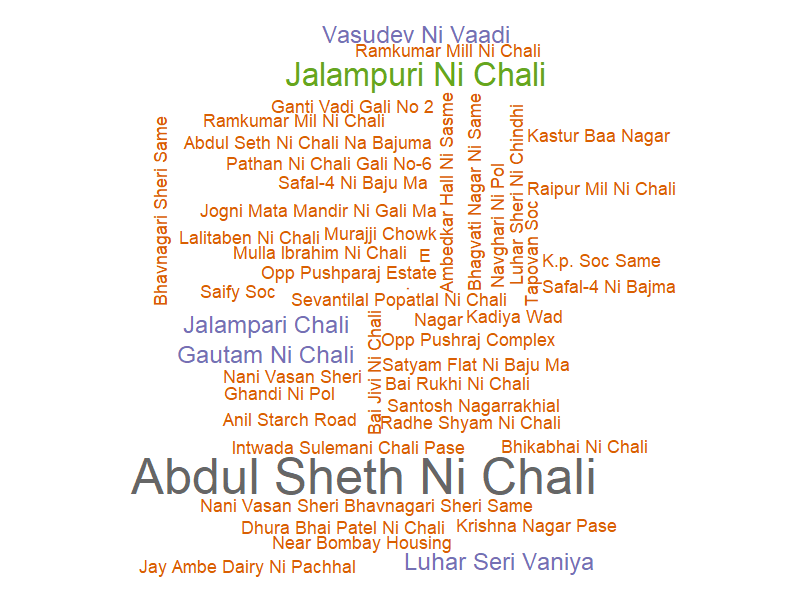 Vasudev Ni Vaadi
Ramkumar Mill Ni Chali
Jalampuri Ni Chali
Ganti Vadi Gali No 2
Ramkumar Mil Ni Chali
Abdul Seth Ni Chali Na Bajuma
Pathan Ni Chali Gali No-6
Safal-4 Ni Baju Ma
Jogni Mata Mandir Ni Gali Ma
Lalitaben Ni Chali
Murajji Chowk
Mulla Ibrahim Ni Chali
E
Opp Pushparaj Estate
Saify Soc
.
Sevantilal Popatlal Ni Chali
Bhavnagari Sheri Same
Ambedkar Hall Ni Sasme
Bhagvati Nagar Ni Same
Navghari Ni Pol
Luhar Sheri Ni Chindhi
Tapovan Soc
Kastur Baa Nagar
Raipur Mil Ni Chali
K.p. Soc Same
Safal-4 Ni Bajma
Jalampari Chali
Nagar
Kadiya Wad
Gautam Ni Chali
Bai Jivi Ni Chali
Opp Pushraj Complex
Satyam Flat Ni Baju Ma
Nani Vasan Sheri
Bai Rukhi Ni Chali
Ghandi Ni Pol
Santosh Nagarrakhial
Anil Starch Road
Radhe Shyam Ni Chali
Intwada Sulemani Chali Pase
Bhikabhai Ni Chali
Abdul Sheth Ni Chali
Nani Vasan Sheri Bhavnagari Sheri Same
Dhura Bhai Patel Ni Chali
Krishna Nagar Pase
Near Bombay Housing
Luhar Seri Vaniya
Jay Ambe Dairy Ni Pachhal